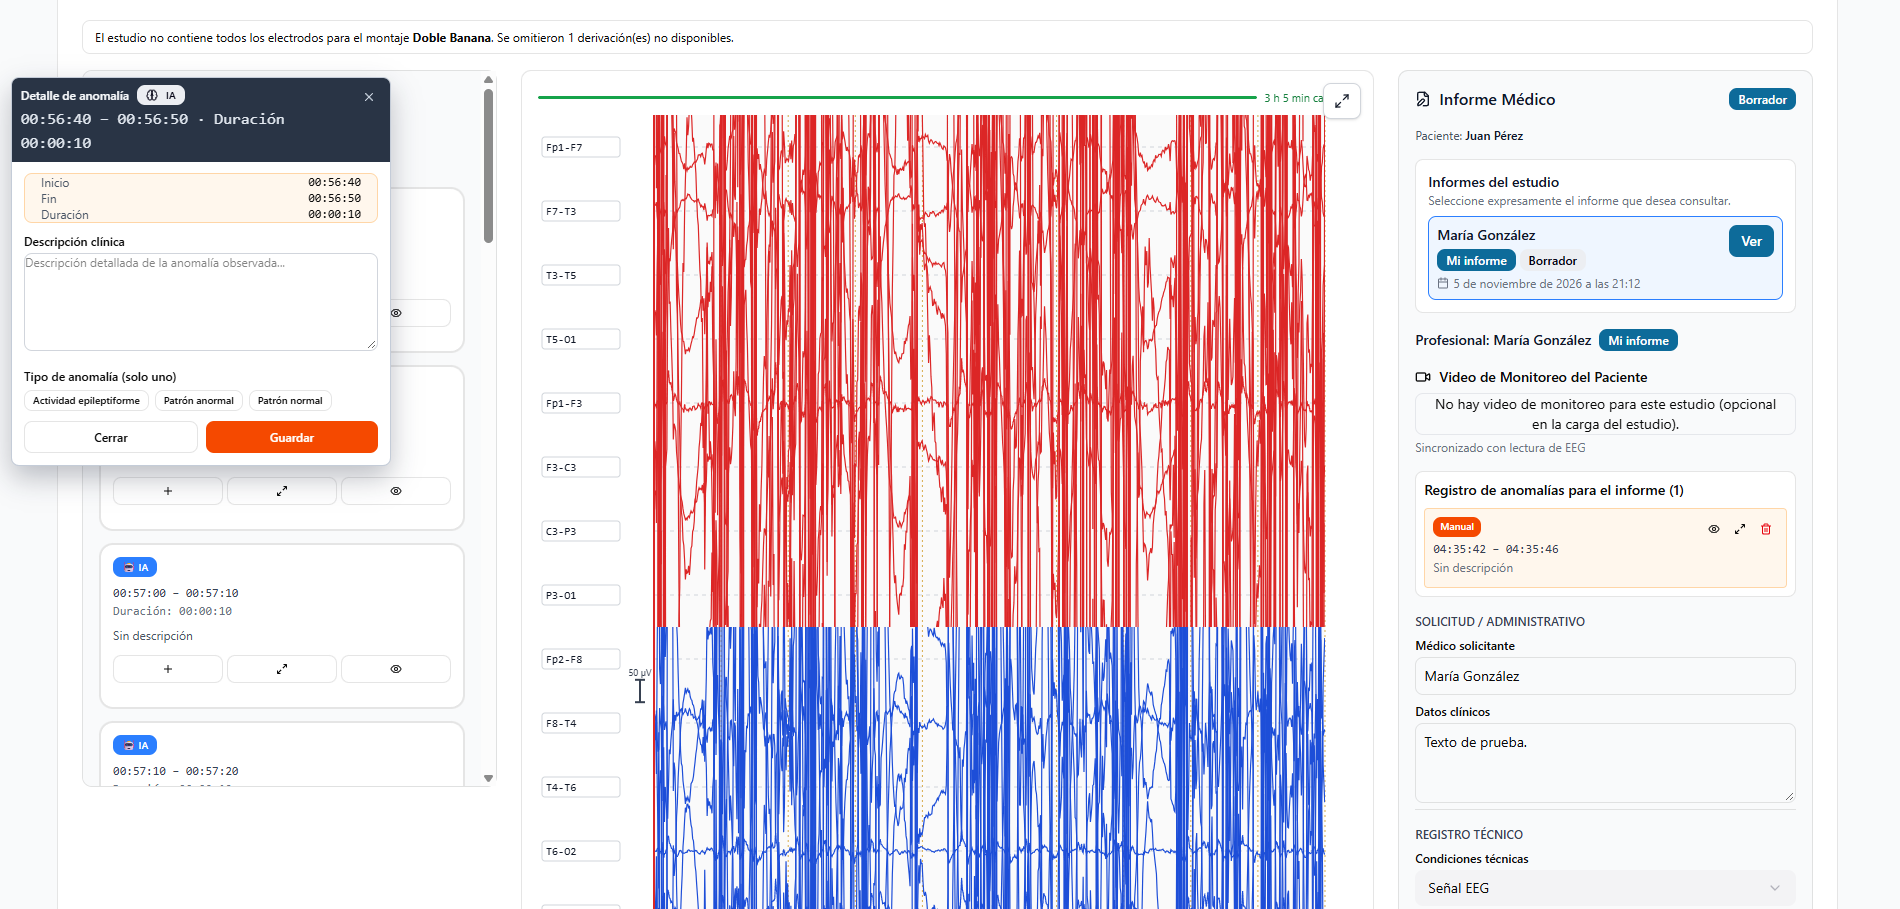 El estudio no contiene todos los electrodos para el montaje Doble Banana. Se omitieron 1 derivación(es) no disponibles.
Detalle de anomalía IA
00:56:40 – 00:56:50 · Duración
00:00:10
Inicio 00:56:40
Fin 00:56:50
Duración 00:00:10
Descripción clínica
Descripción detallada de la anomalía observada...
Tipo de anomalía (solo uno)
Actividad epileptiforme Patrón anormal Patrón normal
Cerrar Guardar
IA
00:57:00 – 00:57:10
Duración: 00:00:10
Sin descripción
IA
00:57:10 – 00:57:20
3 h 5 min ca
Fp1-F7
F7-T3
T3-T5
T5-O1
Fp1-F3
F3-C3
C3-P3
P3-O1
Fp2-F8
50 µV
F8-T4
T4-T6
T6-O2
Informe Médico Borrador
Paciente: Juan Pérez
Informes del estudio
Seleccione expresamente el informe que desea consultar.
María González Ver
Mi informe Borrador
5 de noviembre de 2026 a las 21:12
Profesional: María González Mi informe
Video de Monitoreo del Paciente
No hay video de monitoreo para este estudio (opcional
en la carga del estudio).
Sincronizado con lectura de EEG
Registro de anomalías para el informe (1)
Manual
04:35:42 – 04:35:46
Sin descripción
SOLICITUD / ADMINISTRATIVO
Médico solicitante
María González
Datos clínicos
Texto de prueba.
REGISTRO TÉCNICO
Condiciones técnicas
Señal EEG